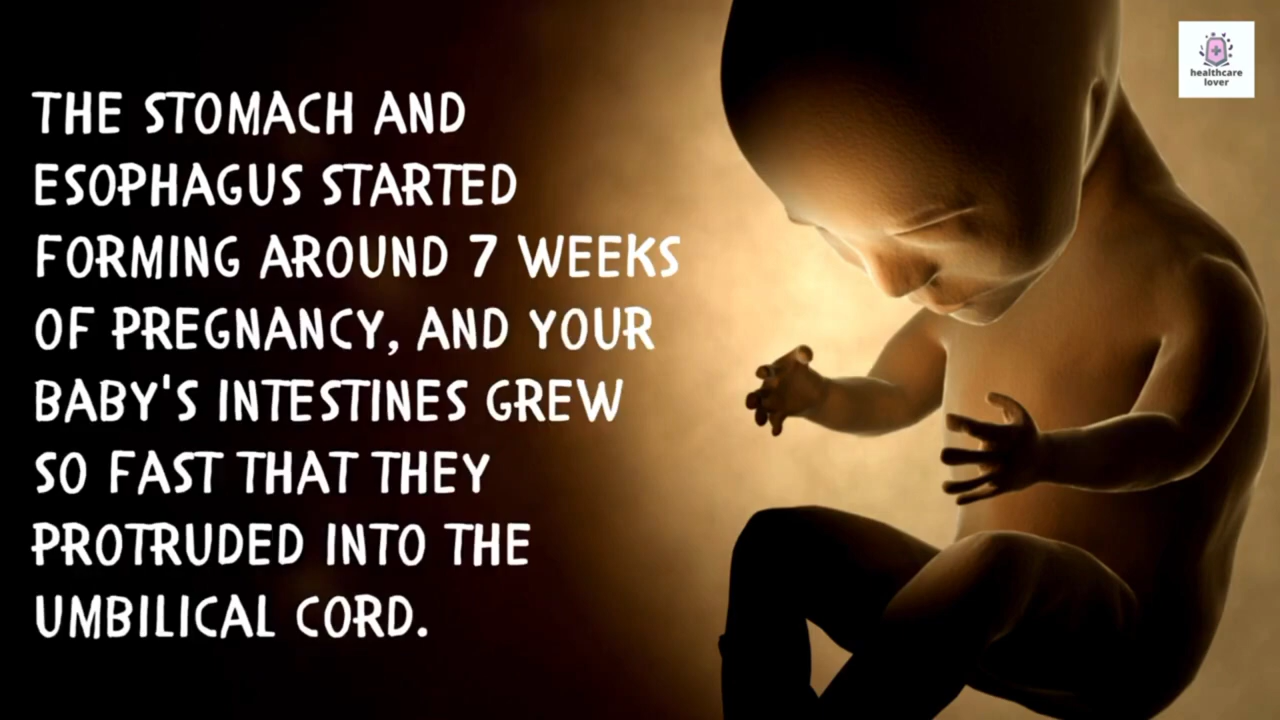 THE STOMACH AND
ESOPHAGUS STARTED
FORMING AROUND 7 WEEKS
OF PREGNANCY, AND YOUR
BABY'S INTESTINES GREW
SO FAST THAT THEY
PROTRUDED INTO THE
UMBILICAL CORD.
healthcare
lover